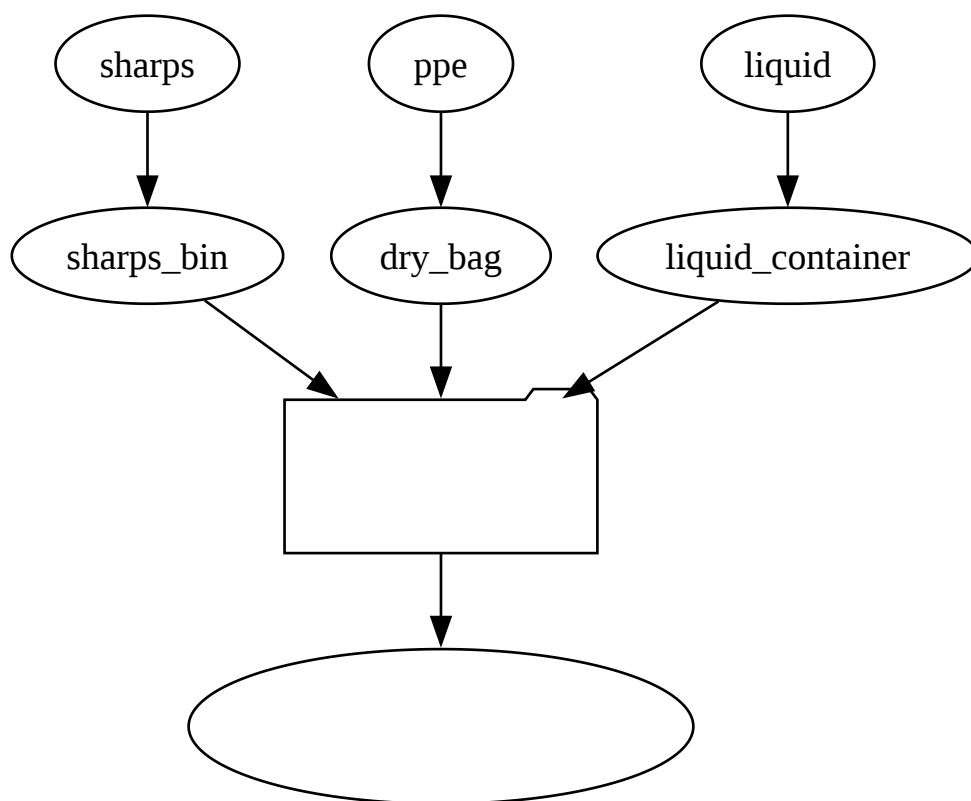 sharps
ppe
liquid
sharps_bin
dry_bag
liquid_container